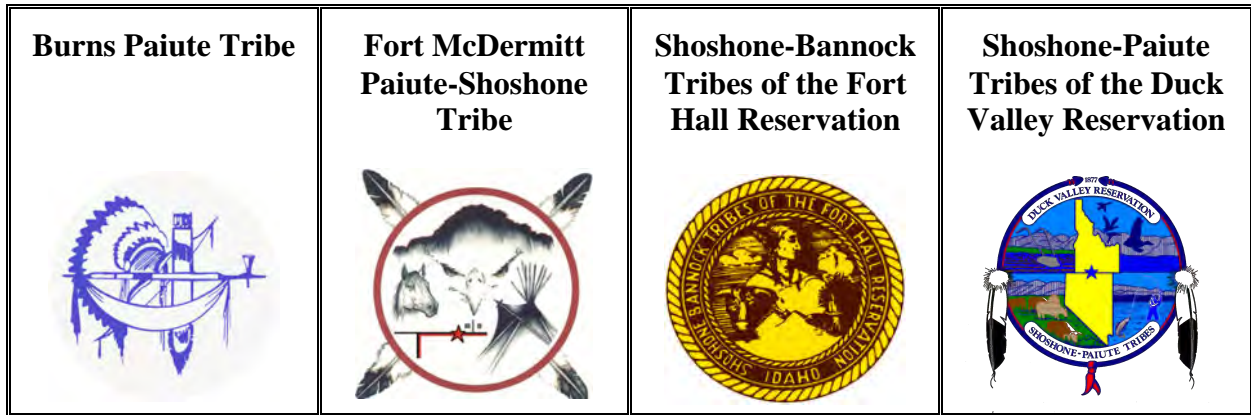 Burns Paiute Tribe
Fort McDermitt
Paiute-Shoshone
Tribe
Shoshone-Bannock
Tribes of the Fort
Hall Reservation
SHOSHONE BANNOCK TRIBES OF THE FORT HALL RESERVATION
IDAHO
Shoshone-Paiute
Tribes of the Duck
Valley Reservation
1877
DUCK VALLEY RESERVATION
SHOSHONE-PAIUTE TRIBES